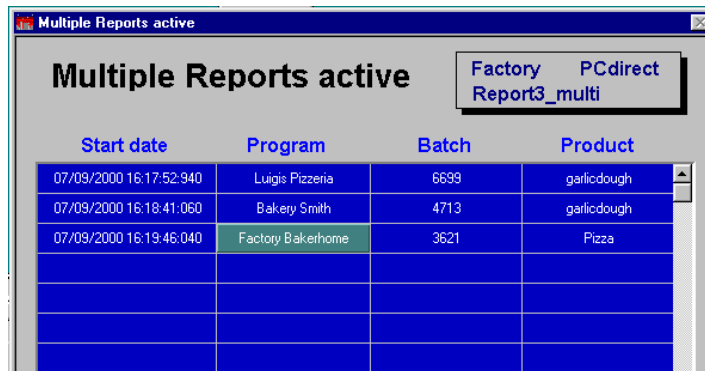 Multiple Reports active
Multiple Reports active
Factory PCdirect
Report3_multi
Start date Program Batch Product
07/09/2000 16:17:52:940 Luigis Pizzeria 6699 garlicdough
07/09/2000 16:18:41:060 Bakery Smith 4713 garlicdough
07/09/2000 16:19:46:040 Factory Bakerhome 3621 Pizza